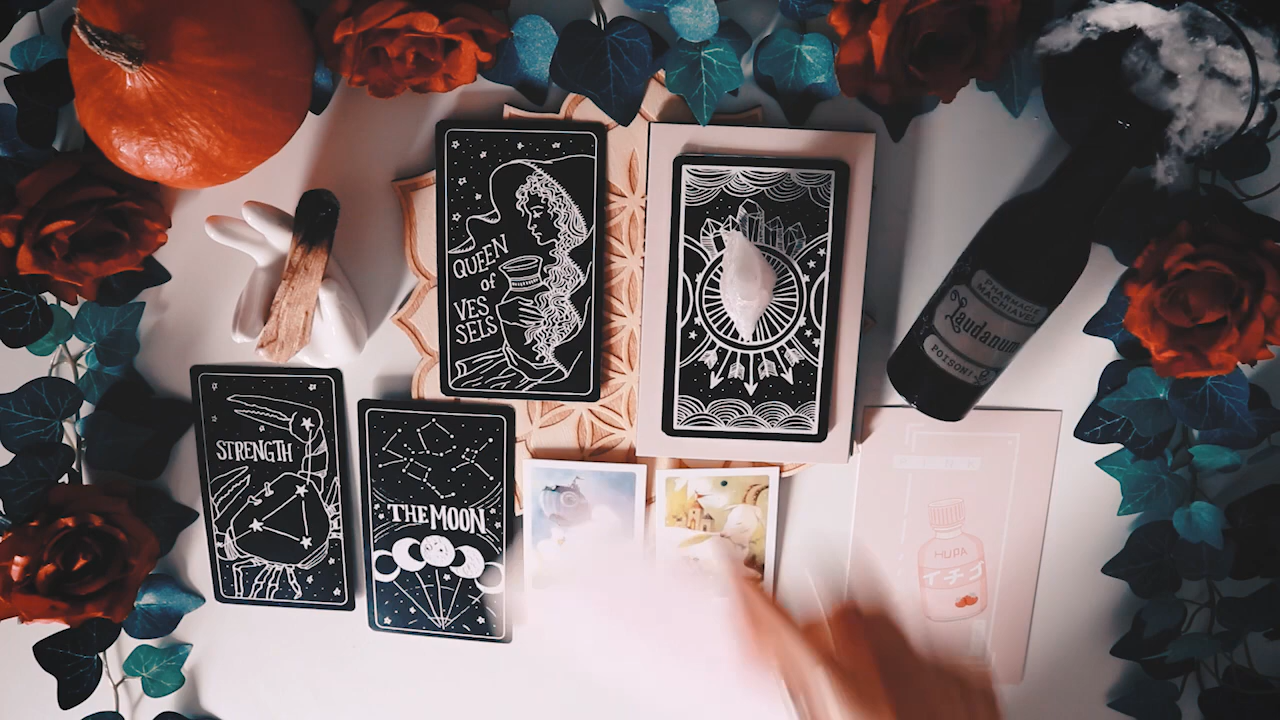 QUEEN
of
VES
SELS
STRENGTH
THE MOON
PHARMACIE
MACHIAVEL
Laudanum
POISON!
HUPA
イチゴ